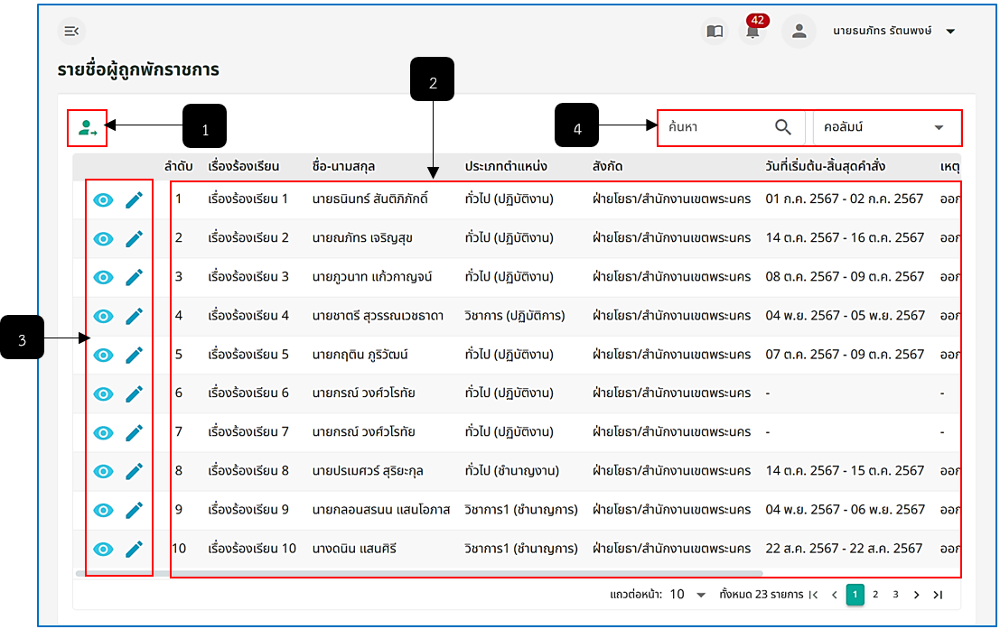 42
นายธนภัทร รัตนพงษ์
รายชื่อผู้ถูกพักราชการ
2
1
4
ค้นหา
คอลัมน์
ลำดับ เรื่องร้องเรียน ชื่อ-นามสกุล ประเภทตำแหน่ง สังกัด วันที่เริ่มต้น-สิ้นสุดคำสั่ง เหตุ
1 เรื่องร้องเรียน 1 นายธนินทร์ สันติภิภักดิ์ ทั่วไป (ปฏิบัติงาน) ฝ่ายโยธา/สำนักงานเขตพระนคร 01 ก.ค. 2567 - 02 ก.ค. 2567 ออก
2 เรื่องร้องเรียน 2 นายณภัทร เจริญสุข ทั่วไป (ปฏิบัติงาน) ฝ่ายโยธา/สำนักงานเขตพระนคร 14 ต.ค. 2567 - 16 ต.ค. 2567 ออก
3 เรื่องร้องเรียน 3 นายภูวนาท แก้วกาญจน์ ทั่วไป (ปฏิบัติงาน) ฝ่ายโยธา/สำนักงานเขตพระนคร 08 ต.ค. 2567 - 09 ต.ค. 2567 ออก
4 เรื่องร้องเรียน 4 นายชาตรี สุวรรณเวชธาดา วิชาการ (ปฏิบัติการ) ฝ่ายโยธา/สำนักงานเขตพระนคร 04 พ.ย. 2567 - 05 พ.ย. 2567 ออก
3
5 เรื่องร้องเรียน 5 นายกฤติน ภูริวัฒน์ ทั่วไป (ปฏิบัติงาน) ฝ่ายโยธา/สำนักงานเขตพระนคร 07 ต.ค. 2567 - 09 ต.ค. 2567 ออก
6 เรื่องร้องเรียน 6 นายกรณ์ วงศ์วโรทัย ทั่วไป (ปฏิบัติงาน) ฝ่ายโยธา/สำนักงานเขตพระนคร - -
7 เรื่องร้องเรียน 7 นายกรณ์ วงศ์วโรทัย ทั่วไป (ปฏิบัติงาน) ฝ่ายโยธา/สำนักงานเขตพระนคร - -
8 เรื่องร้องเรียน 8 นายปรเมศวร์ สุริยะกุล ทั่วไป (ชำนาญงาน) ฝ่ายโยธา/สำนักงานเขตพระนคร 14 ต.ค. 2567 - 15 ต.ค. 2567 ออก
9 เรื่องร้องเรียน 9 นายกลอนสรนน แสนโอภาส วิชาการ1 (ชำนาญการ) ฝ่ายโยธา/สำนักงานเขตพระนคร 04 พ.ย. 2567 - 06 พ.ย. 2567 ออก
10 เรื่องร้องเรียน 10 นางดนิน แสนศิรี วิชาการ1 (ชำนาญการ) ฝ่ายโยธา/สำนักงานเขตพระนคร 22 ส.ค. 2567 - 22 ส.ค. 2567 ออก
แถวต่อหน้า: 10 ทั้งหมด 23 รายการ 1 2 3